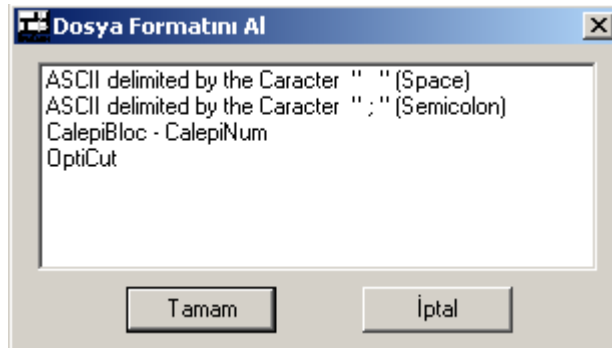 Dosya Formatını Al
ASCII delimited by the Caracter "   " (Space)
ASCII delimited by the Caracter " ; " (Semicolon)
CalepiBloc - CalepiNum
OptiCut
Tamam
İptal